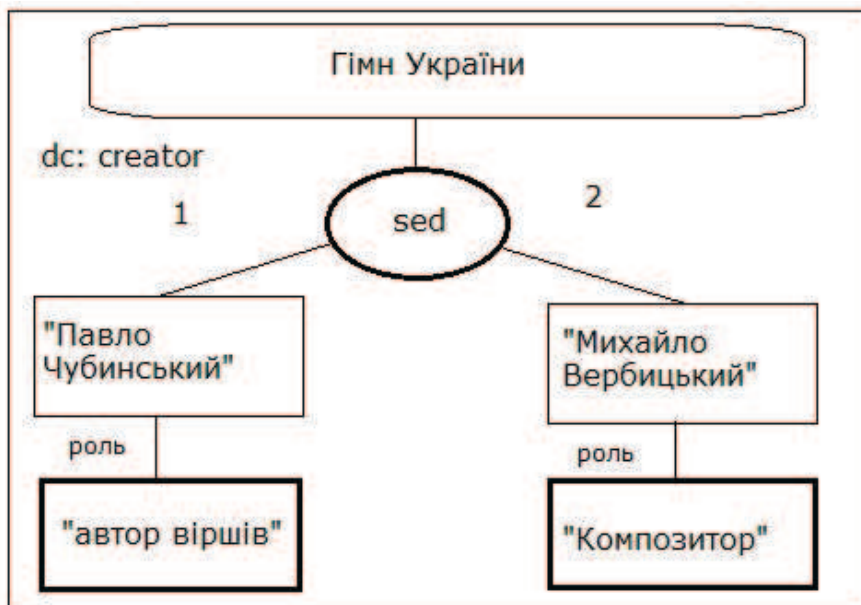 Гімн України
dc: creator
1
2
sed
"Павло
Чубинський"
"Михайло
Вербицький"
роль
роль
"автор віршів"
"Композитор"